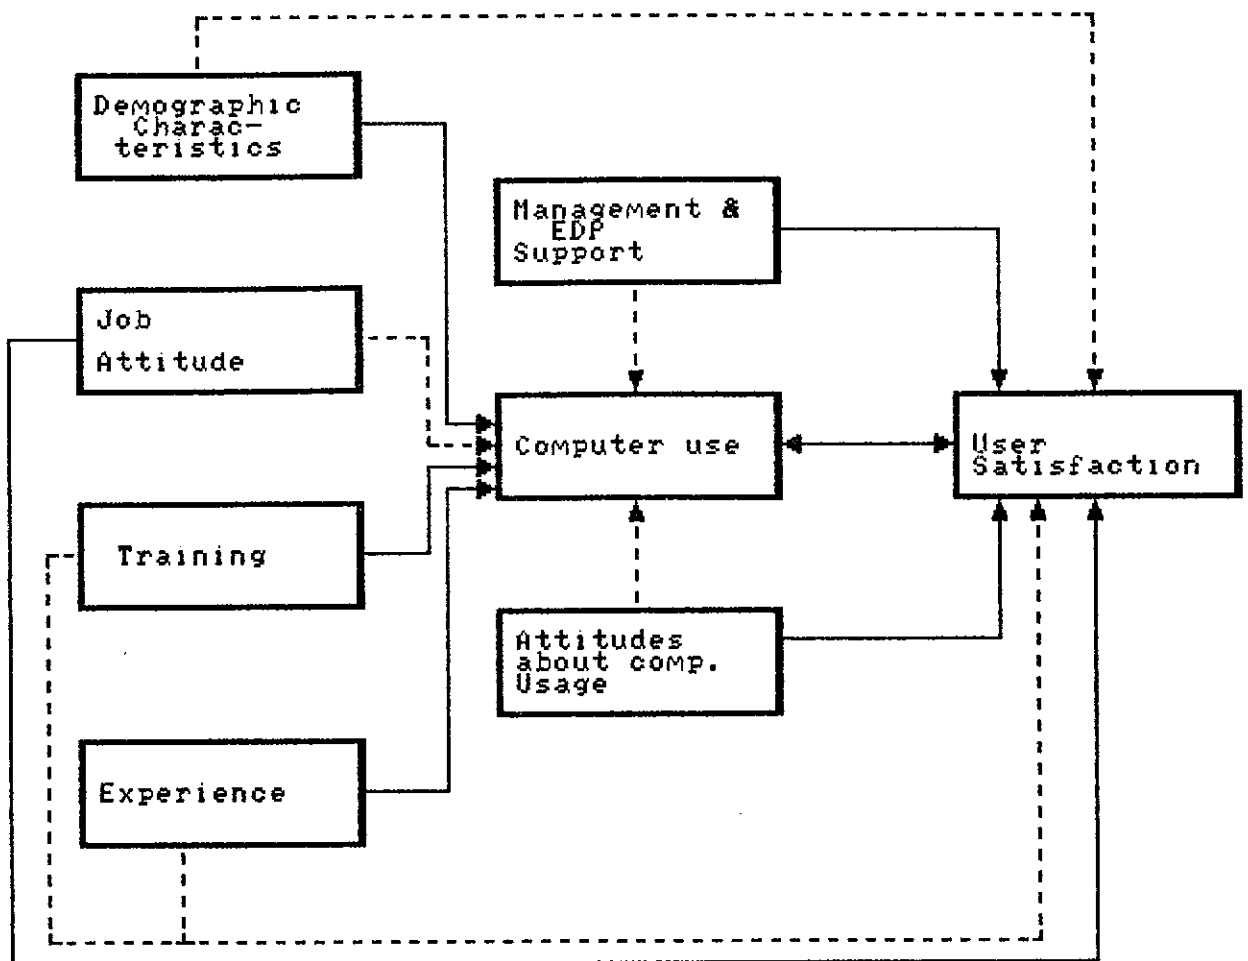 Demographic
Charac-
teristics
Management &
EDP
Support
Job
Attitude
Computer use
User
Satisfaction
Training
Attitudes
about comp.
Usage
Experience